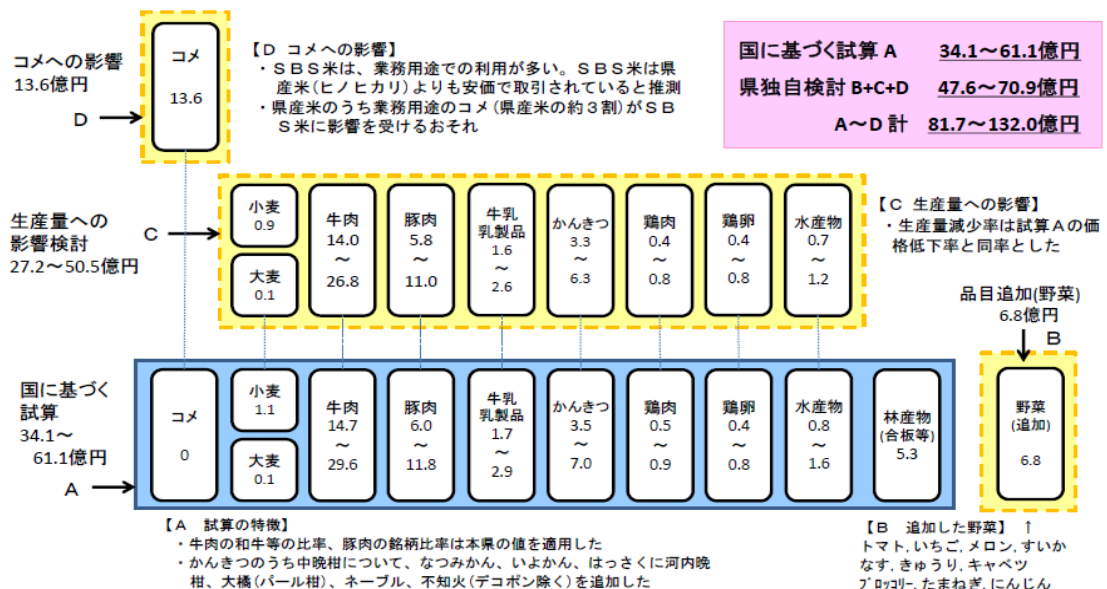 コメへの影響
13.6億円
D
コメ
13.6
【D コメへの影響】
・SBS米は、業務用途での利用が多い。SBS米は県
産米(ヒノヒカリ)よりも安価で取引されていると推測
・県産米のうち業務用途のコメ(県産米の約3割)がSB
S米に影響を受けるおそれ
国に基づく試算 A 34.1~61.1億円
県独自検討 B+C+D 47.6~70.9億円
A~D 計 81.7~132.0億円
生産量への
影響検討
27.2~50.5億円
C
小麦
0.9
大麦
0.1
牛肉
14.0
~
26.8
豚肉
5.8
~
11.0
牛乳
乳製品
1.6
~
2.6
かんきつ
3.3
~
6.3
鶏肉
0.4
~
0.8
鶏卵
0.4
~
0.8
水産物
0.7
~
1.2
【C 生産量への影響】
・生産量減少率は試算Aの価
格低下率と同率とした
品目追加(野菜)
6.8億円
B
国に基づく
試算
34.1~
61.1億円
A
コメ
0
小麦
1.1
大麦
0.1
牛肉
14.7
~
29.6
豚肉
6.0
~
11.8
牛乳
乳製品
1.7
~
2.9
かんきつ
3.5
~
7.0
鶏肉
0.5
~
0.9
鶏卵
0.4
~
0.8
水産物
0.8
~
1.6
林産物
(合板等)
5.3
野菜
(追加)
6.8
【A 試算の特徴】
・牛肉の和牛等の比率、豚肉の銘柄比率は本県の値を適用した
・かんきつのうち中晩柑について、なつみかん、いよかん、はっさくに河内晩
柑、大橘(パール柑)、ネーブル、不知火(デコポン除く)を追加した
【B 追加した野菜】 ↑
トマト,いちご,メロン,すいか
なす,きゅうり,キャベツ
ブロッコリー,たまねぎ,にんじん